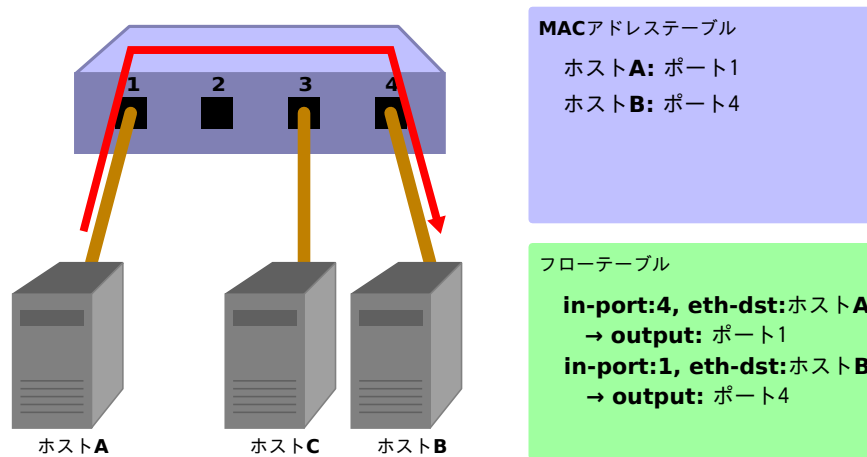 1 2 3 4
ホストA
ホストC
ホストB
MACアドレステーブル
ホストA: ポート1
ホストB: ポート4
フローテーブル
in-port:4, eth-dst:ホストA
→ output: ポート1
in-port:1, eth-dst:ホストB
→ output: ポート4